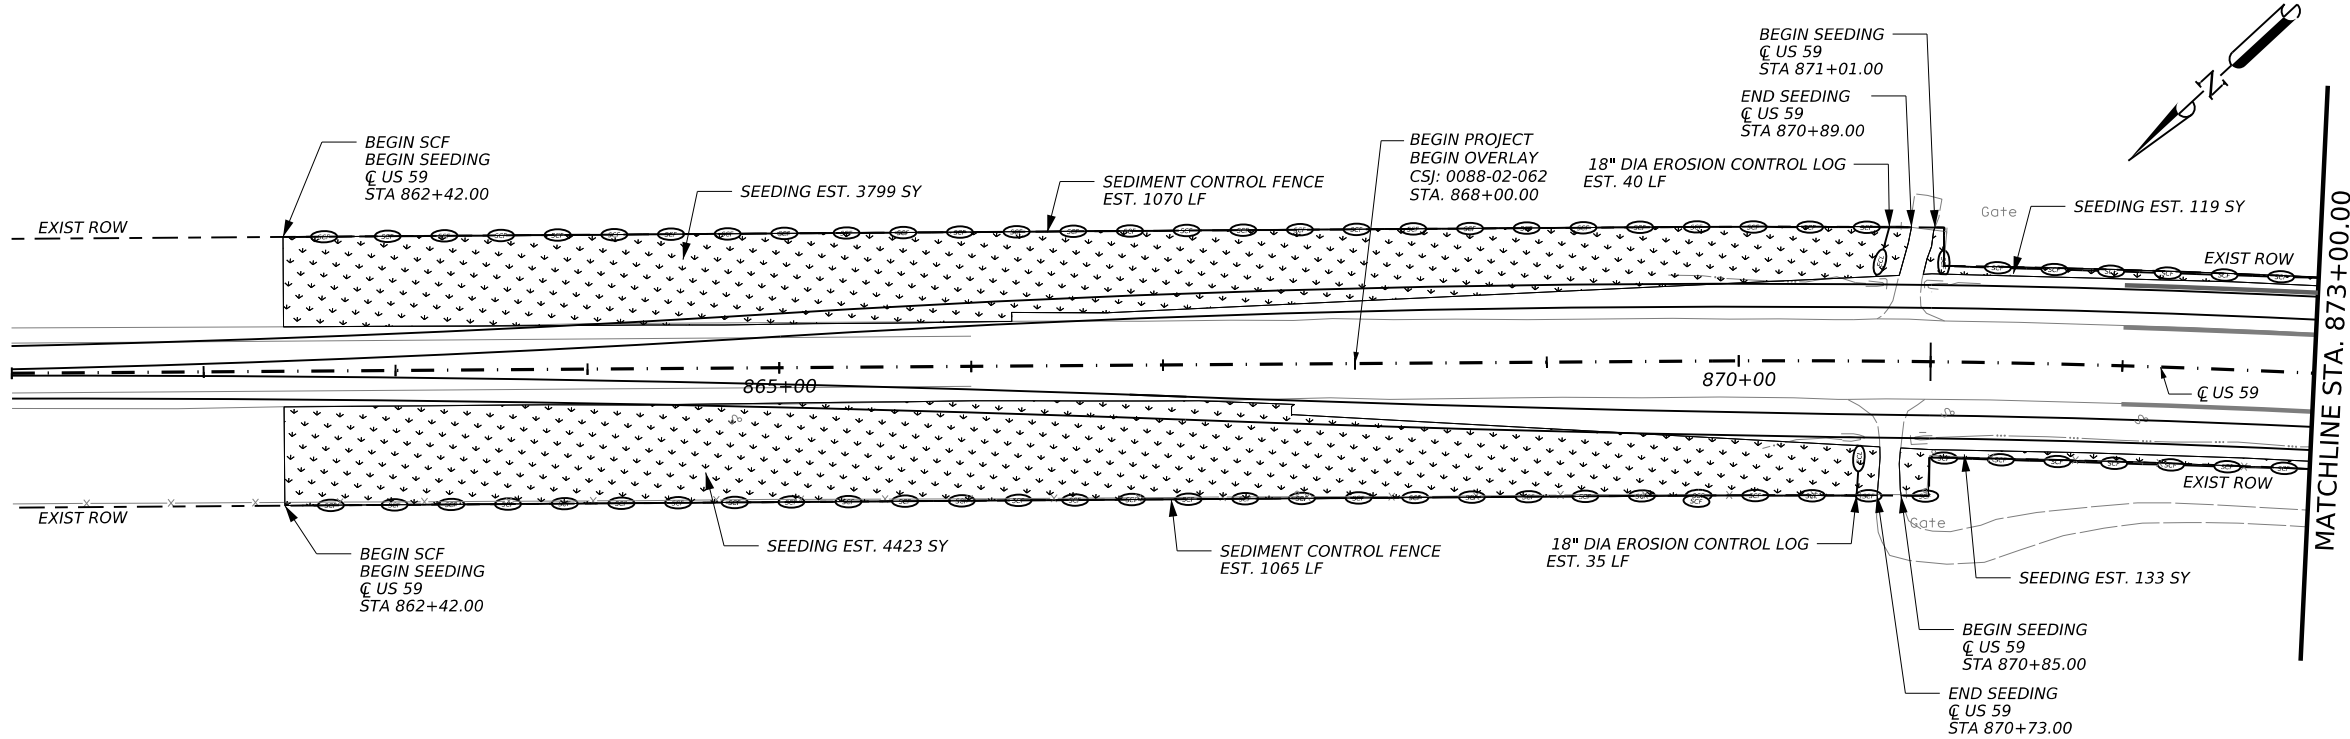 BEGIN SEEDING
℄ US 59
STA 871+01.00
END SEEDING
℄ US 59
STA 870+89.00
18" DIA EROSION CONTROL LOG
EST. 40 LF
N
BEGIN PROJECT
BEGIN OVERLAY
CSJ: 0088-02-062
STA. 868+00.00
BEGIN SCF
BEGIN SEEDING
℄ US 59
STA 862+42.00
SEEDING EST. 3799 SY
SEDIMENT CONTROL FENCE
EST. 1070 LF
Gate
SEEDING EST. 119 SY
EXIST ROW
EXIST ROW
MATCHLINE STA. 873+00.00
865+00
870+00
℄ US 59
EXIST ROW
EXIST ROW
Gate
BEGIN SCF
BEGIN SEEDING
℄ US 59
STA 862+42.00
SEEDING EST. 4423 SY
SEDIMENT CONTROL FENCE
EST. 1065 LF
18" DIA EROSION CONTROL LOG
EST. 35 LF
SEEDING EST. 133 SY
BEGIN SEEDING
℄ US 59
STA 870+85.00
END SEEDING
℄ US 59
STA 870+73.00